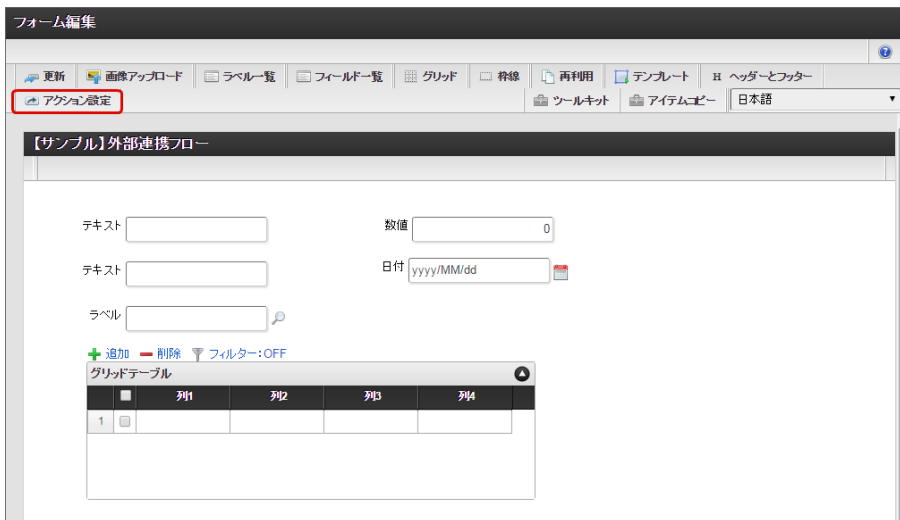 フォーム編集
更新 画像アップロード ラベル一覧 フィールド一覧 グリッド 枠線 再利用 テンプレート H ヘッダーとフッター
アクション設定 ツールキット アイテムコピー 日本語
【サンプル】外部連携フロー
テキスト 数値 0
テキスト 日付 yyyy/MM/dd
ラベル
追加 削除 フィルター:OFF
グリッドテーブル
列1 列2 列3 列4
1